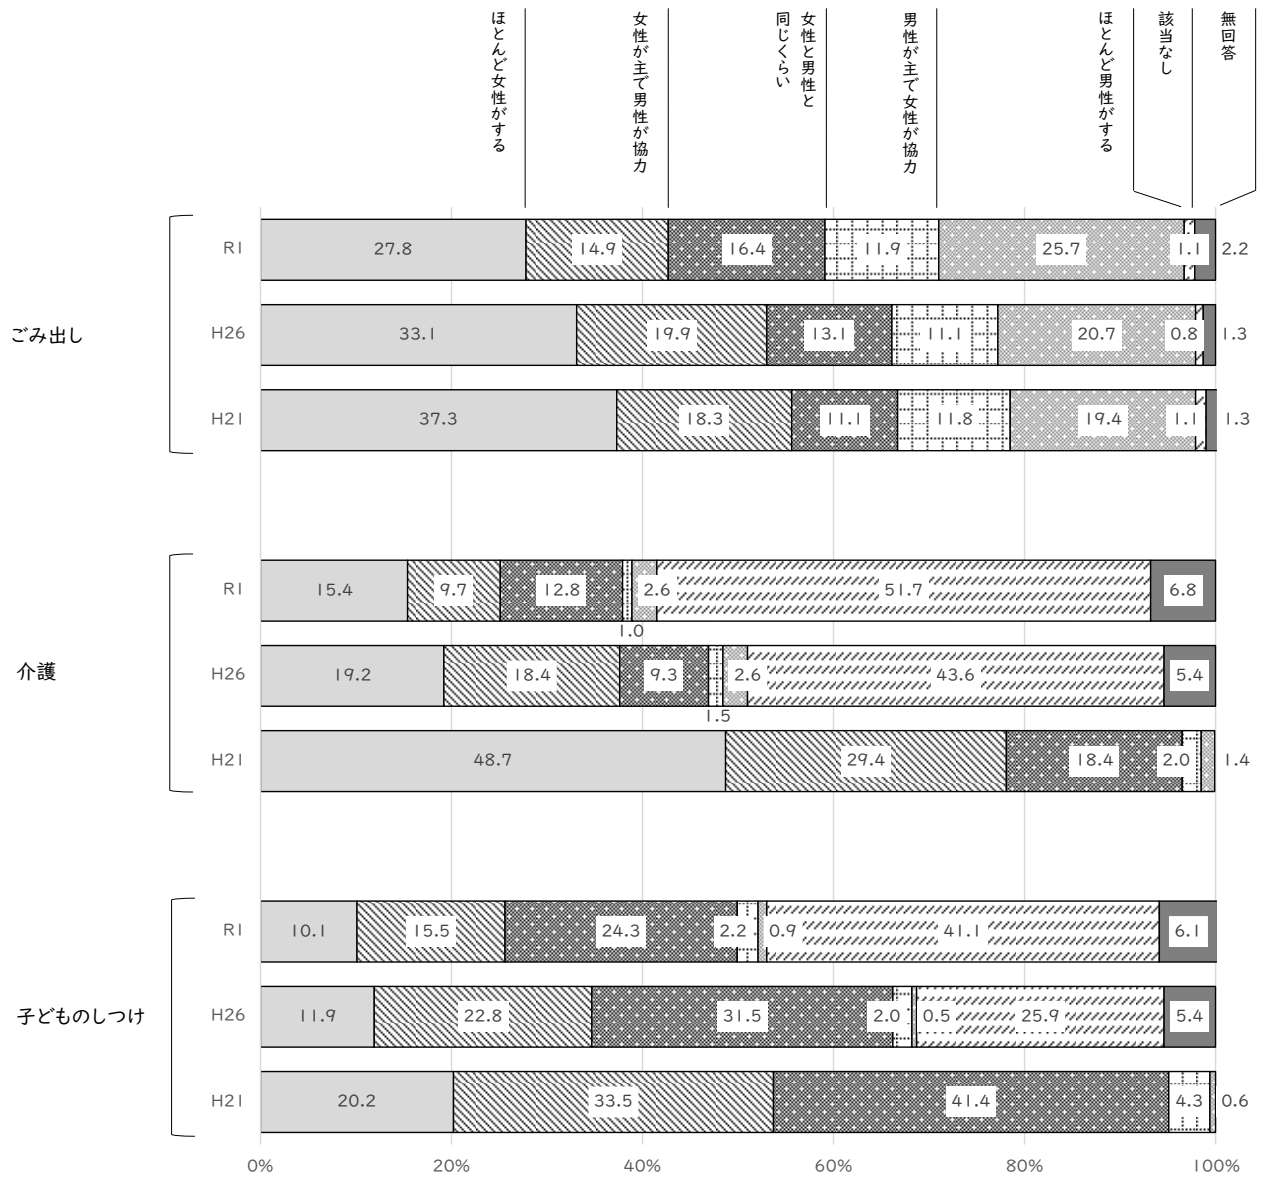 ほとんど女性がする
女性が主で男性が協力
女性と男性と
同じくらい
男性が主で女性が協力
ほとんど男性がする
該当なし
無回答
ごみ出し
R1 27.8 14.9 16.4 11.9 25.7 1.1 2.2
H26 33.1 19.9 13.1 11.1 20.7 0.8 1.3
H21 37.3 18.3 11.1 11.8 19.4 1.1 1.3
介護
R1 15.4 9.7 12.8 1.0 2.6 51.7 6.8
H26 19.2 18.4 9.3 1.5 2.6 43.6 5.4
H21 48.7 29.4 18.4 2.0 1.4
子どものしつけ
R1 10.1 15.5 24.3 2.2 0.9 41.1 6.1
H26 11.9 22.8 31.5 2.0 0.5 25.9 5.4
H21 20.2 33.5 41.4 4.3 0.6
0% 20% 40% 60% 80% 100%